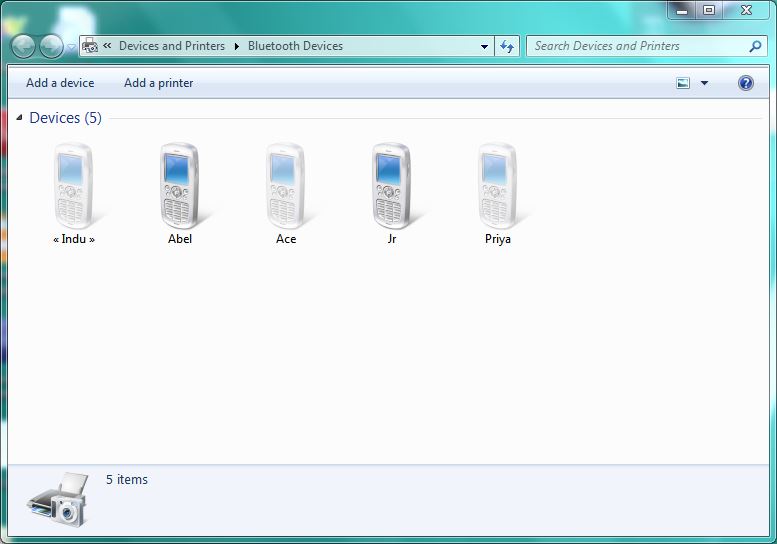 « Devices and Printers Bluetooth Devices
Search Devices and Printers
Add a device Add a printer
Devices (5)
« Indu » Abel Ace Jr Priya
5 items